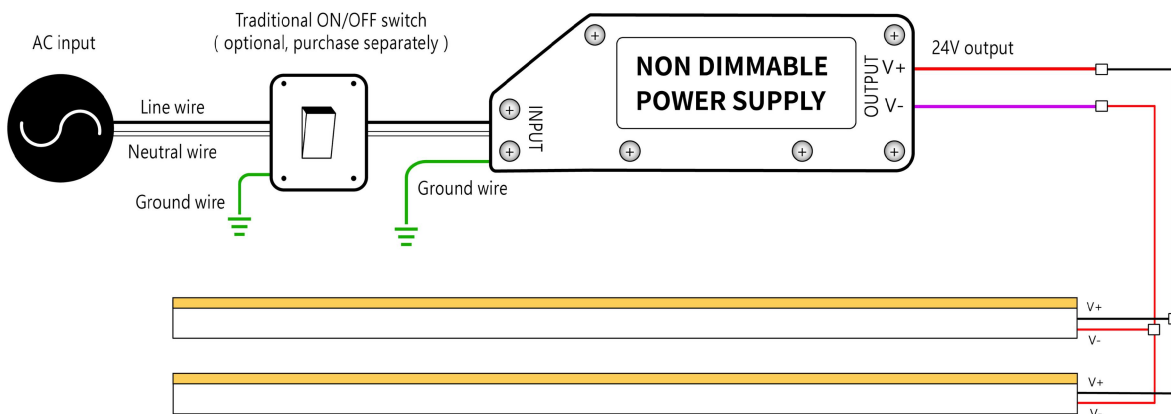 AC input
Traditional ON/OFF switch
( optional, purchase separately )
Line wire
Neutral wire
Ground wire
Ground wire
INPUT
NON DIMMABLE
POWER SUPPLY
OUTPUT
V+
V-
24V output
V+
V-
V+